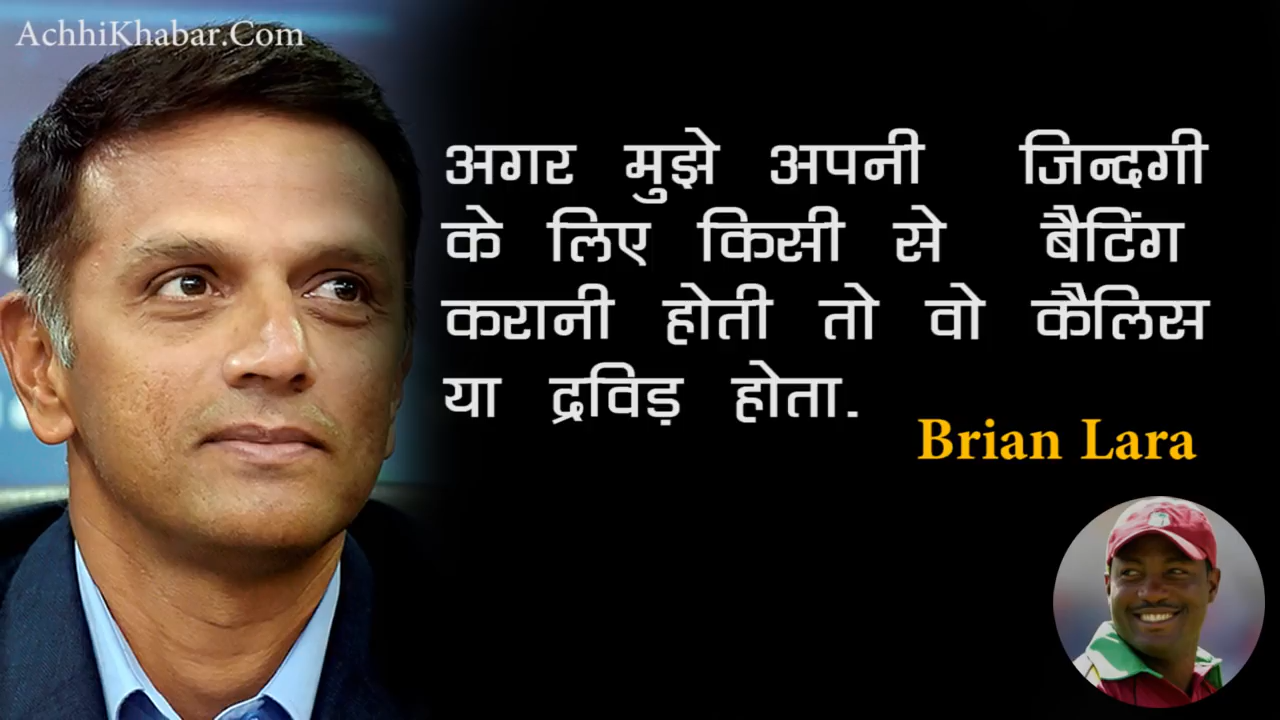 AchhiKhabar.Com
अगर मुझे अपनी जिन्दगी
के लिए किसी से बैटिंग
करानी होती तो वो कैलिस
या द्रविड़ होता.
Brian Lara